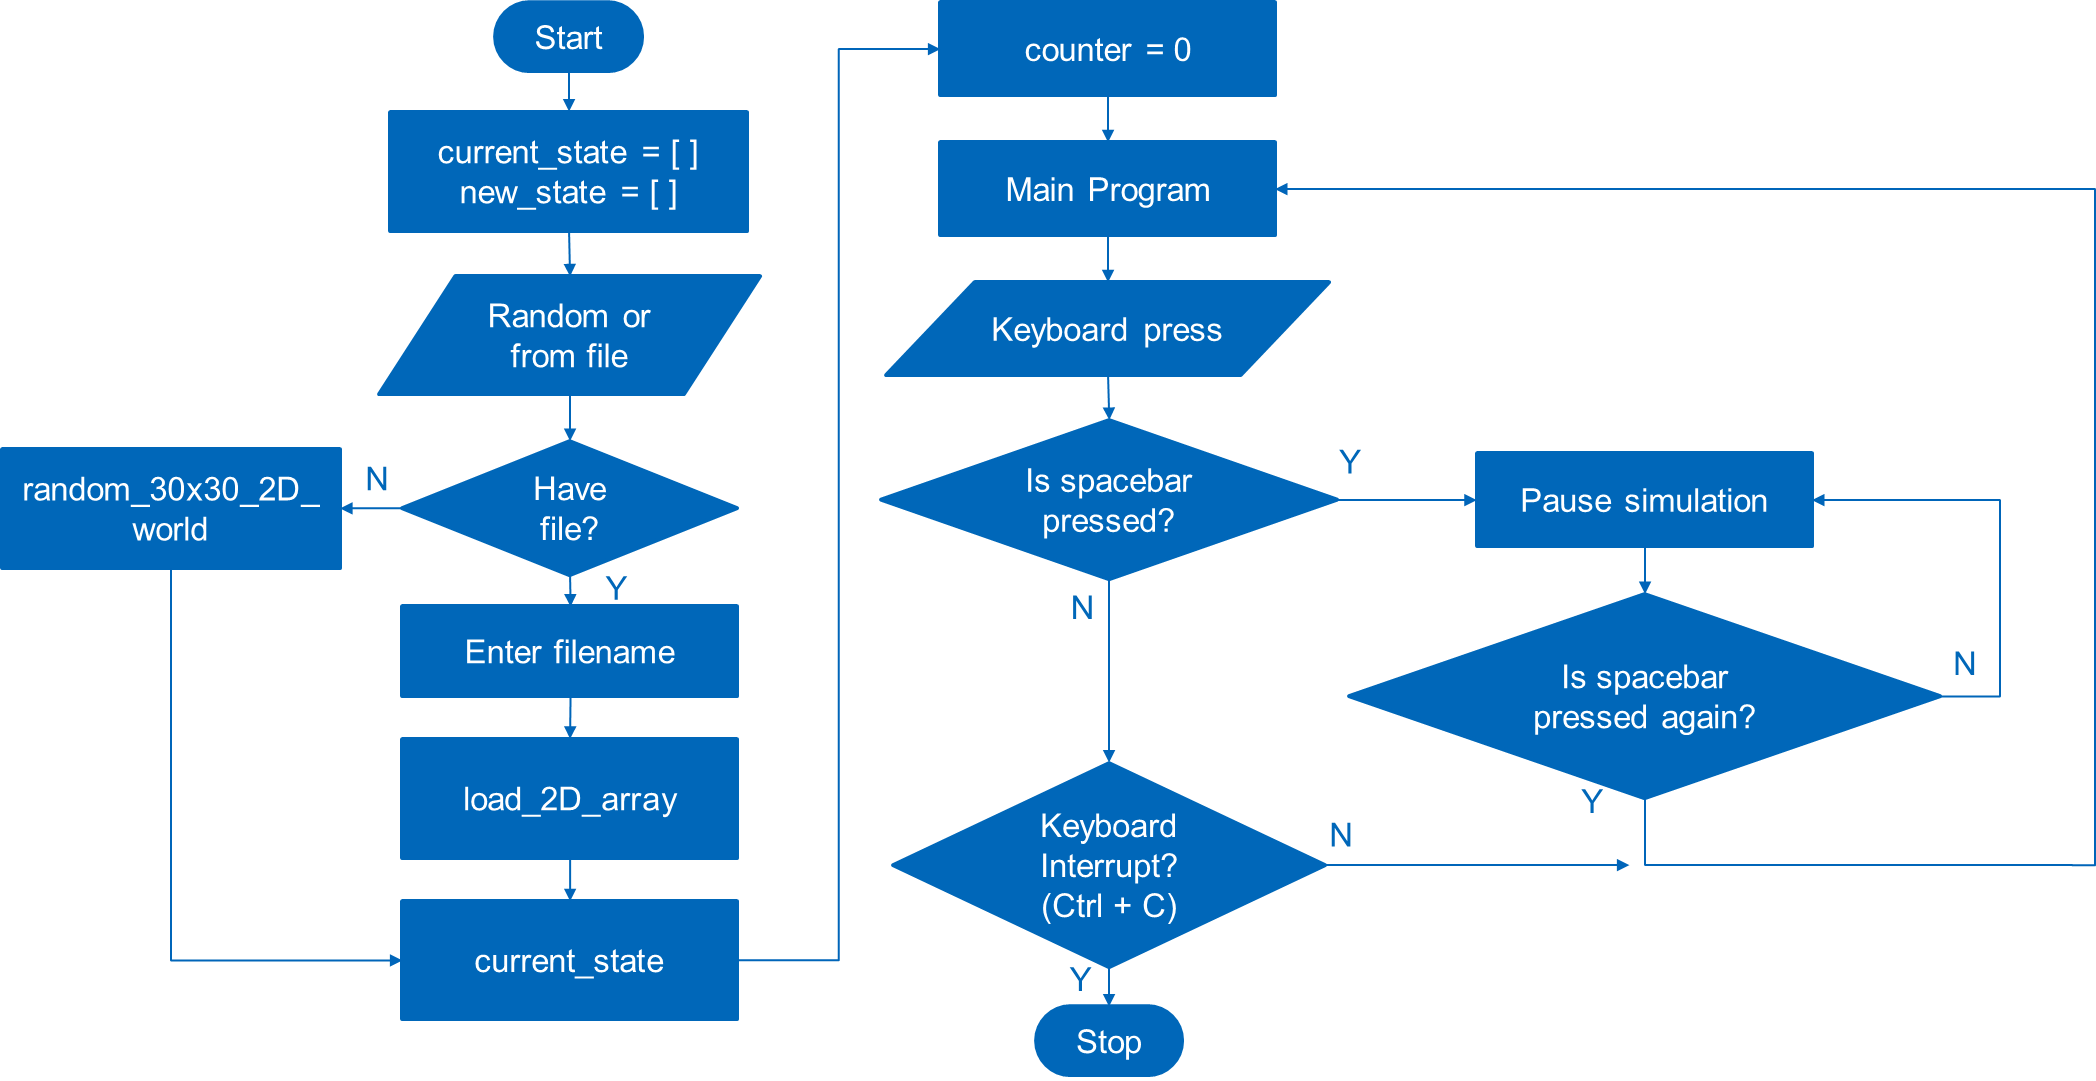 Start
current_state = [ ]
new_state = [ ]
Random or
from file
Have
file?
N
random_30x30_2D_
world
Y
Enter filename
load_2D_array
current_state
counter = 0
Main Program
Keyboard press
Is spacebar
pressed?
Y
Pause simulation
N
Is spacebar
pressed again?
N
Y
Keyboard
Interrupt?
(Ctrl + C)
N
Y
Stop